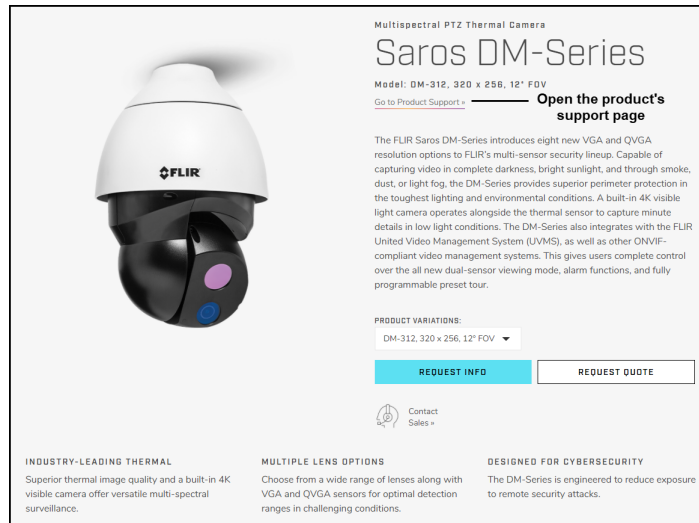 Multispectral PTZ Thermal Camera
Saros DM-Series
Model: DM-312, 320 x 256, 12° FOV
Go to Product Support »
Open the product's
support page
The FLIR Saros DM-Series introduces eight new VGA and QVGA
resolution options to FLIR's multi-sensor security lineup. Capable of
capturing video in complete darkness, bright sunlight, and through smoke,
dust, or light fog, the DM-Series provides superior perimeter protection in
the toughest lighting and environmental conditions. A built-in 4K visible
light camera operates alongside the thermal sensor to capture minute
details in low light conditions. The DM-Series also integrates with the FLIR
United Video Management System (UVMS), as well as other ONVIF-
compliant video management systems. This gives users complete control
over the all new dual-sensor viewing mode, alarm functions, and fully
programmable preset tour.
PRODUCT VARIATIONS:
DM-312, 320 x 256, 12° FOV
REQUEST INFO
REQUEST QUOTE
Contact
Sales »
FLIR
INDUSTRY-LEADING THERMAL
Superior thermal image quality and a built-in 4K
visible camera offer versatile multi-spectral
surveillance.
MULTIPLE LENS OPTIONS
Choose from a wide range of lenses along with
VGA and QVGA sensors for optimal detection
ranges in challenging conditions.
DESIGNED FOR CYBERSECURITY
The DM-Series is engineered to reduce exposure
to remote security attacks.